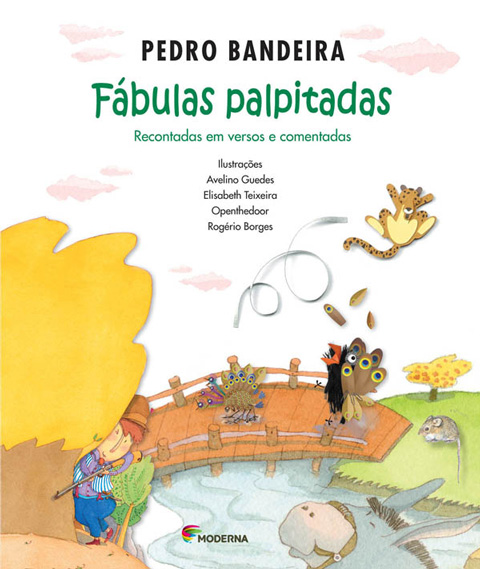 PEDRO BANDEIRA
Fábulas palpitadas
Recontadas em versos e comentadas
Ilustrações
Avelino Guedes
Elisabeth Teixeira
Openthedoor
Rogério Borges
MODERNA